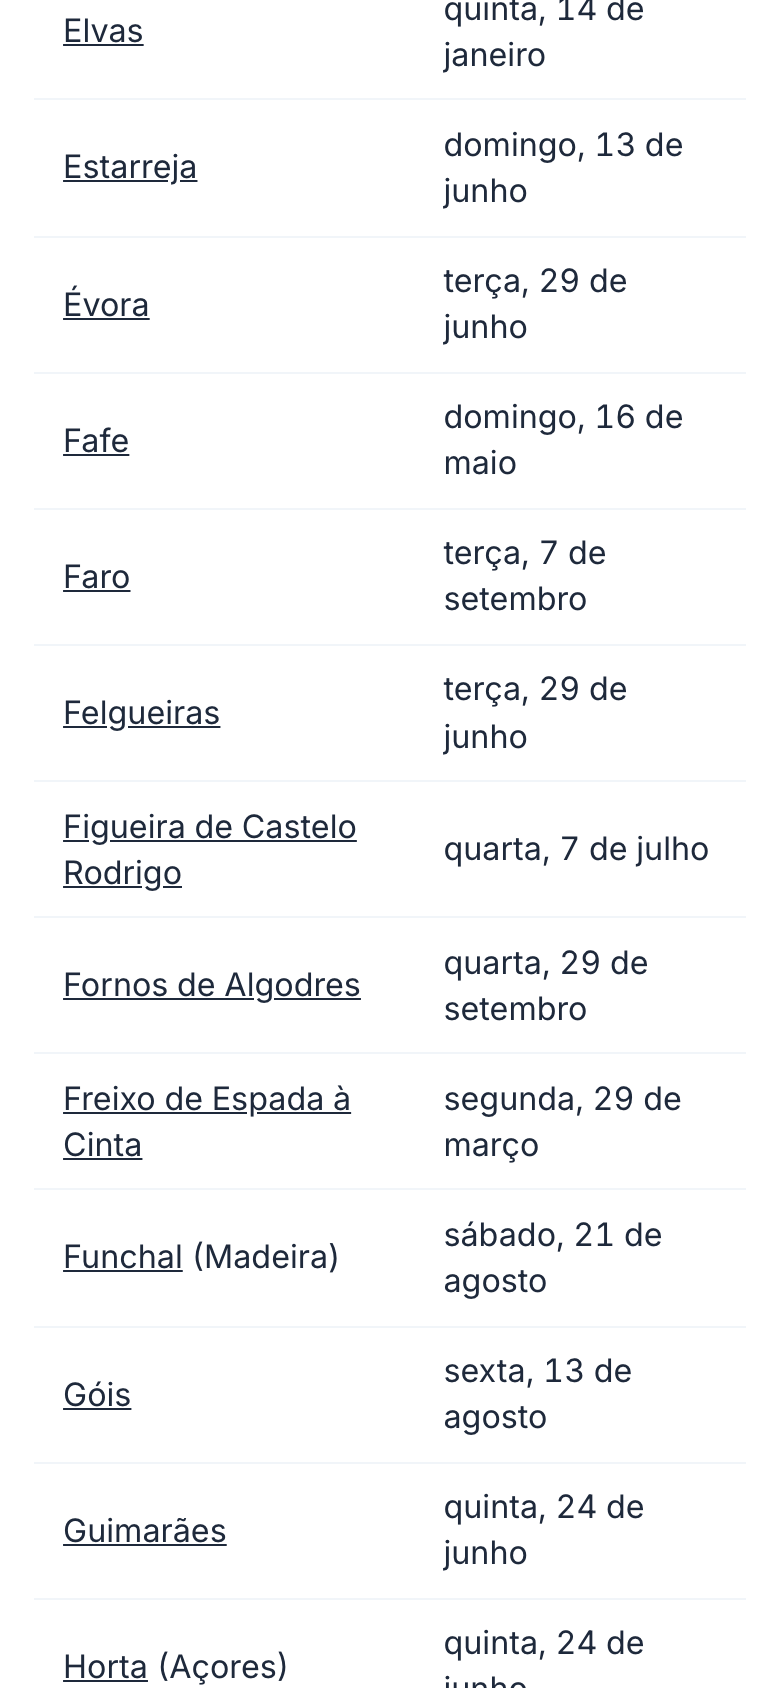 Elvas
quinta, 14 de
janeiro
Estarreja
domingo, 13 de
junho
Évora
terça, 29 de
junho
Fafe
domingo, 16 de
maio
Faro
terça, 7 de
setembro
Felgueiras
terça, 29 de
junho
Figueira de Castelo
Rodrigo
quarta, 7 de julho
Fornos de Algodres
quarta, 29 de
setembro
Freixo de Espada à
Cinta
segunda, 29 de
março
Funchal (Madeira)
sábado, 21 de
agosto
Góis
sexta, 13 de
agosto
Guimarães
quinta, 24 de
junho
Horta (Açores)
quinta, 24 de
junho